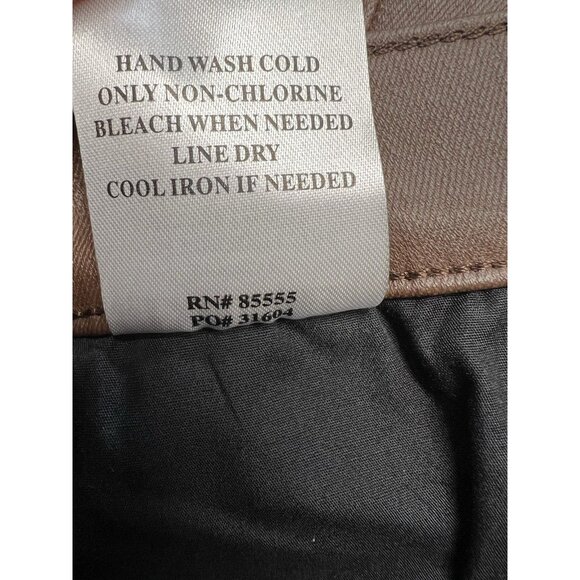 HAND WASH COLD
ONLY NON-CHLORINE
BLEACH WHEN NEEDED
LINE DRY
COOL IRON IF NEEDED
RN# 85555
PO# 31604